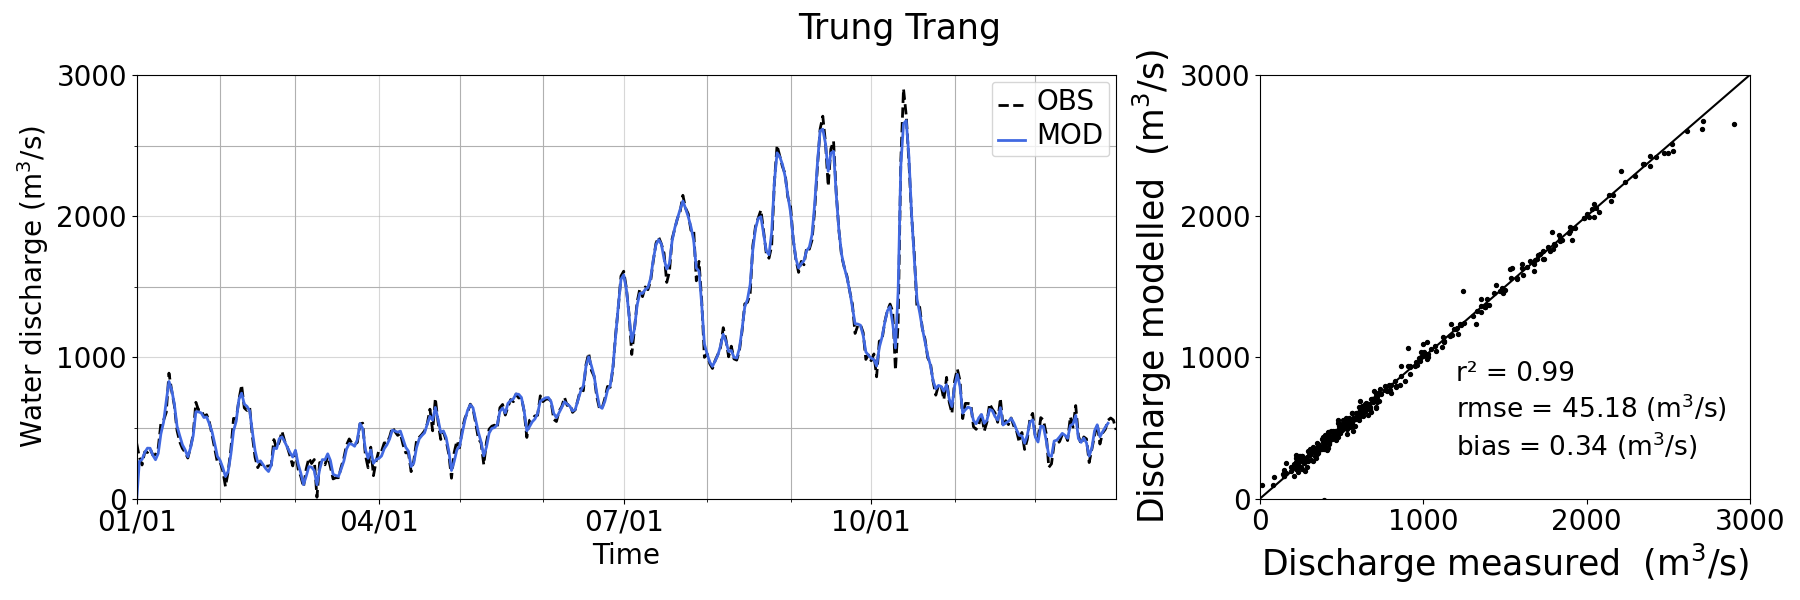 Trung Trang
Water discharge (m³/s)
3000
2000
1000
0
01/01
04/01
07/01
10/01
Time
OBS
MOD
Discharge modelled (m³/s)
3000
2000
1000
0
r² = 0.99
rmse = 45.18 (m³/s)
bias = 0.34 (m³/s)
0
1000
2000
3000
Discharge measured (m³/s)